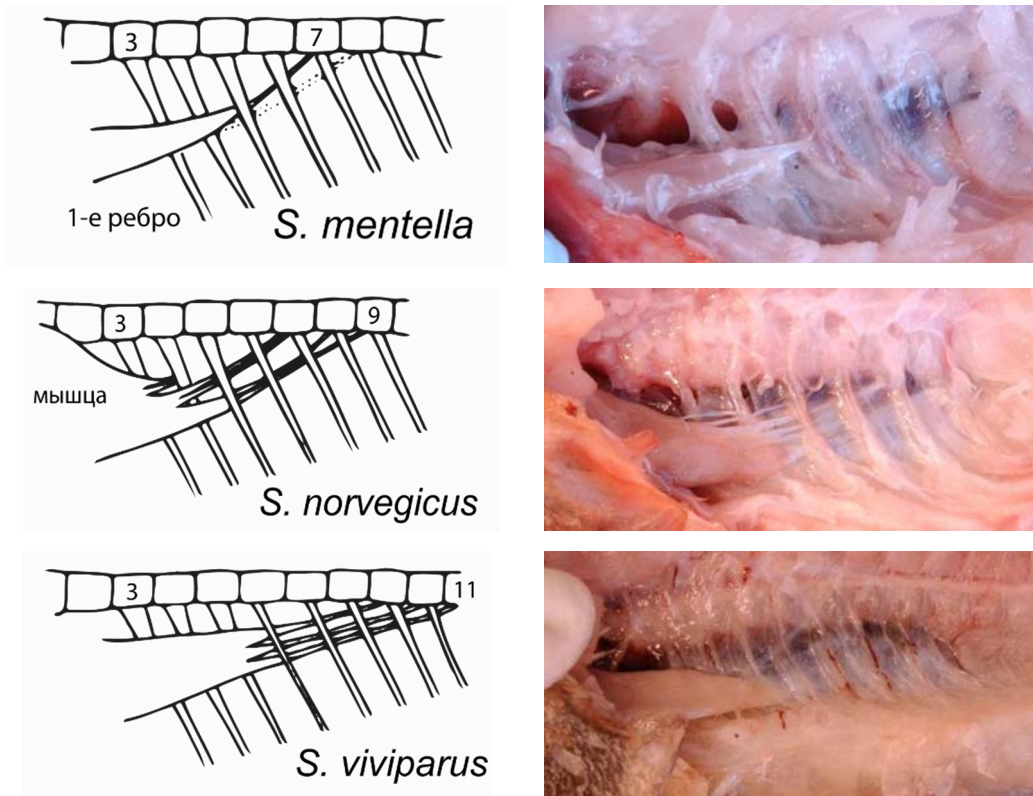 3 7
1-е ребро
S. mentella
3 9
мышца
S. norvegicus
3 11
S. viviparus